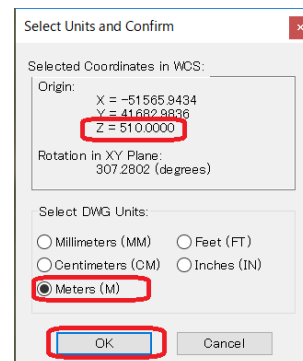 Select Units and Confirm
Selected Coordinates in WCS:
Origin:
X = -51565.9434
Y = 41682.9836
Z = 510.0000
Rotation in XY Plane:
307.2802 (degrees)
Select DWG Units:
Millimeters (MM) Feet (FT)
Centimeters (CM) Inches (IN)
Meters (M)
OK Cancel